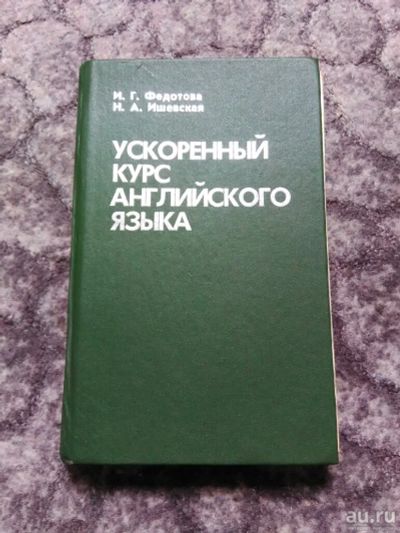 И. Г. Федотова
Н. А. Ишевская
УСКОРЕННЫЙ
КУРС
АНГЛИЙСКОГО
ЯЗЫКА
au.ru